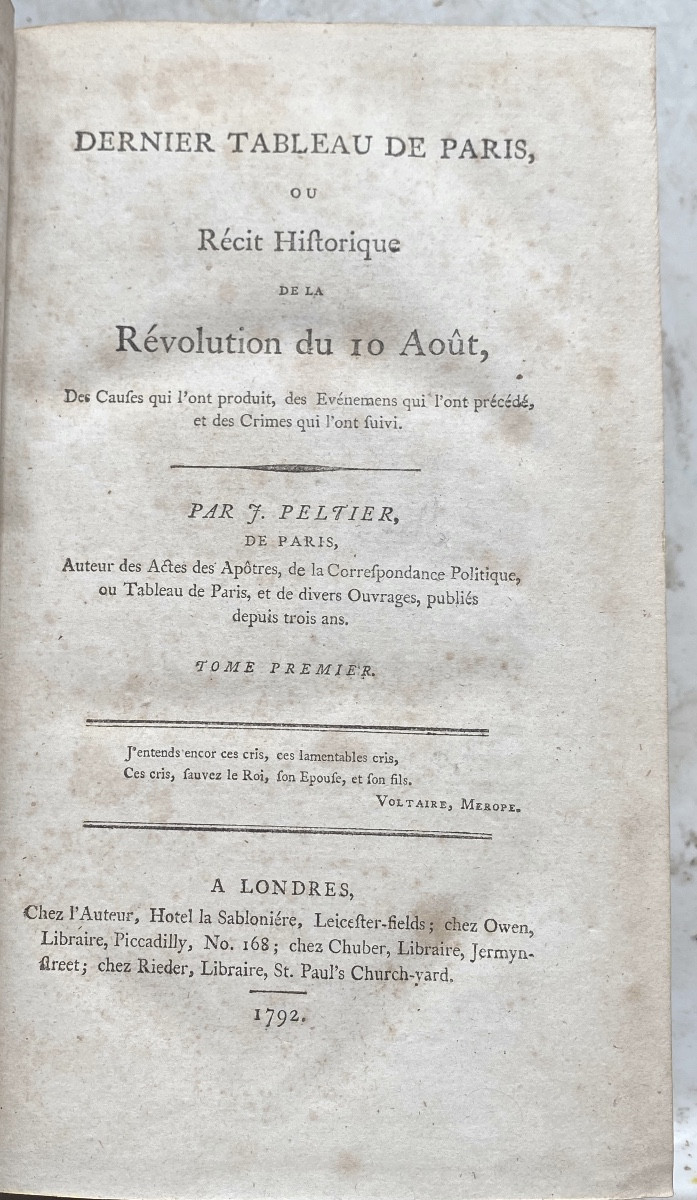 DERNIER TABLEAU DE PARIS,
OU
Récit Hiſtorique
DE LA
Révolution du 10 Août,
Des Cauſes qui l'ont produit, des Evénemens qui l'ont précédé,
et des Crimes qui l'ont ſuivi.
PAR J. PELTIER,
DE PARIS,
Auteur des Actes des Apôtres, de la Correſpondance Politique,
ou Tableau de Paris, et de divers Ouvrages, publiés
depuis trois ans.
TOME PREMIER.
J'entends encor ces cris, ces lamentables cris,
Ces cris, ſauvez le Roi, ſon Epouſe, et ſon fils.
VOLTAIRE, MEROPE.
A LONDRES,
Chez l'Auteur, Hotel la Sabloniére, Leiceſter-fields; chez Owen,
Libraire, Piccadilly, No. 168; chez Chuber, Libraire, Jermyn-
ſtreet; chez Rieder, Libraire, St. Paul's Church-yard.
1792.